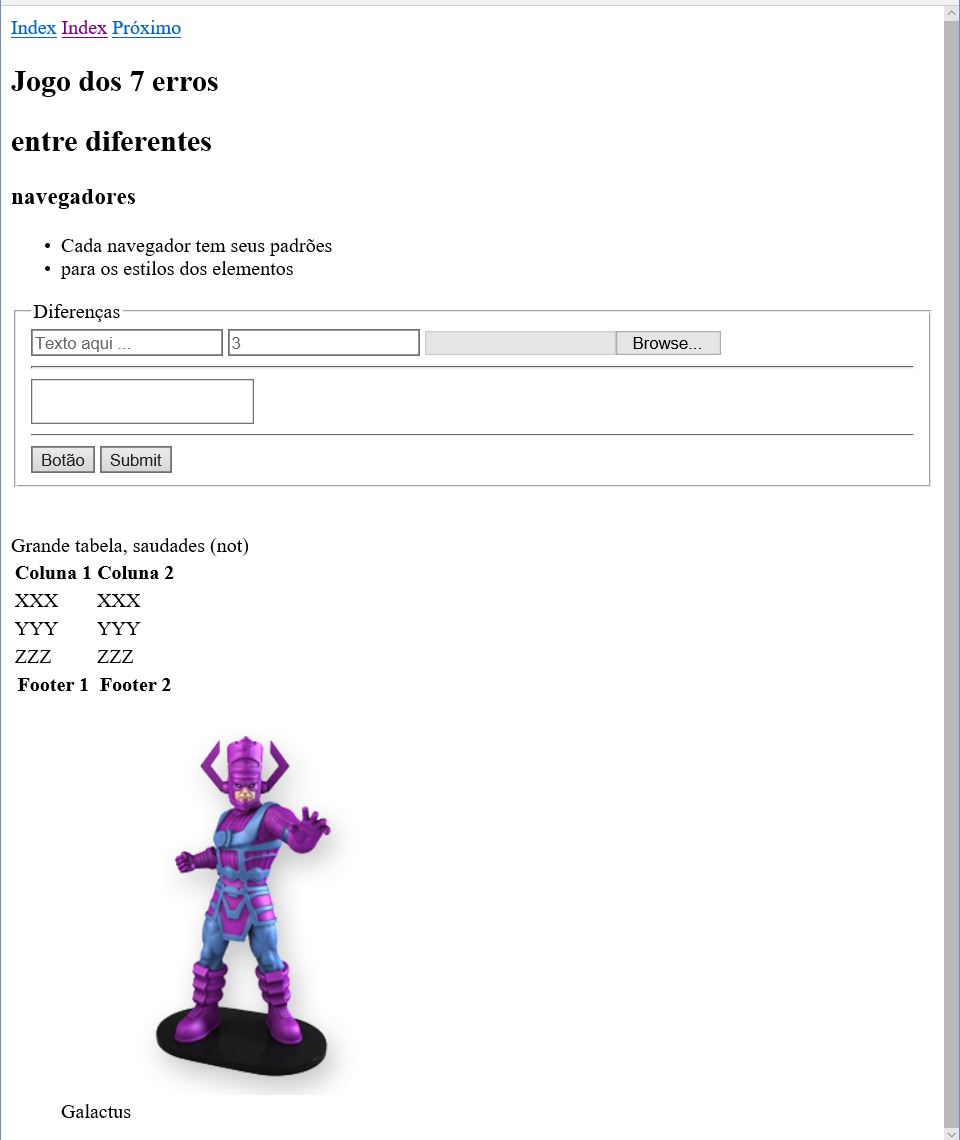 Index Index Próximo
Jogo dos 7 erros
entre diferentes
navegadores
• Cada navegador tem seus padrões
• para os estilos dos elementos
Diferenças
Texto aqui ... 3 Browse...
Botão Submit
Grande tabela, saudades (not)
Coluna 1 Coluna 2
XXX XXX
YYY YYY
ZZZ ZZZ
Footer 1 Footer 2
Galactus